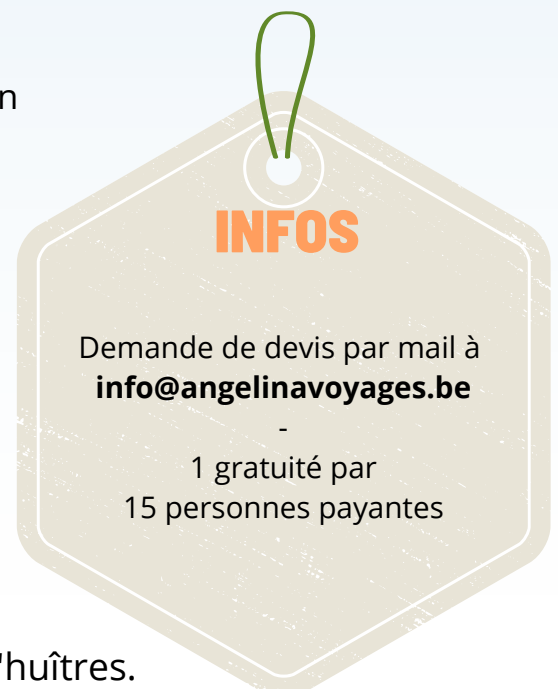 n
INFOS
Demande de devis par mail à
info@angelinavoyages.be
-
1 gratuité par
15 personnes payantes
'huîtres.